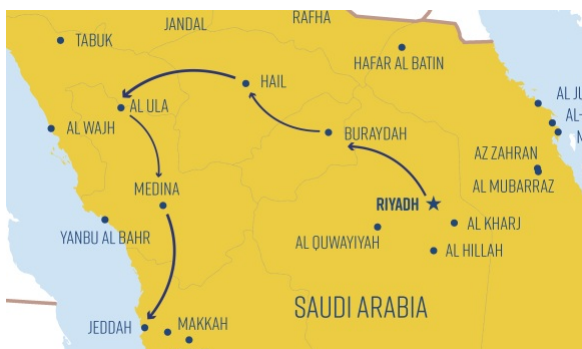 RAFHA
JANDAL
TABUK
HAFAR AL BATIN
HAIL
AL ULA
AL WAJH
BURAYDAH
AZ ZAHRAN
AL MUBARRAZ
MEDINA
RIYADH
AL KHARJ
YANBU AL BAHR
AL QUWAYIYAH
AL HILLAH
SAUDI ARABIA
JEDDAH
MAKKAH